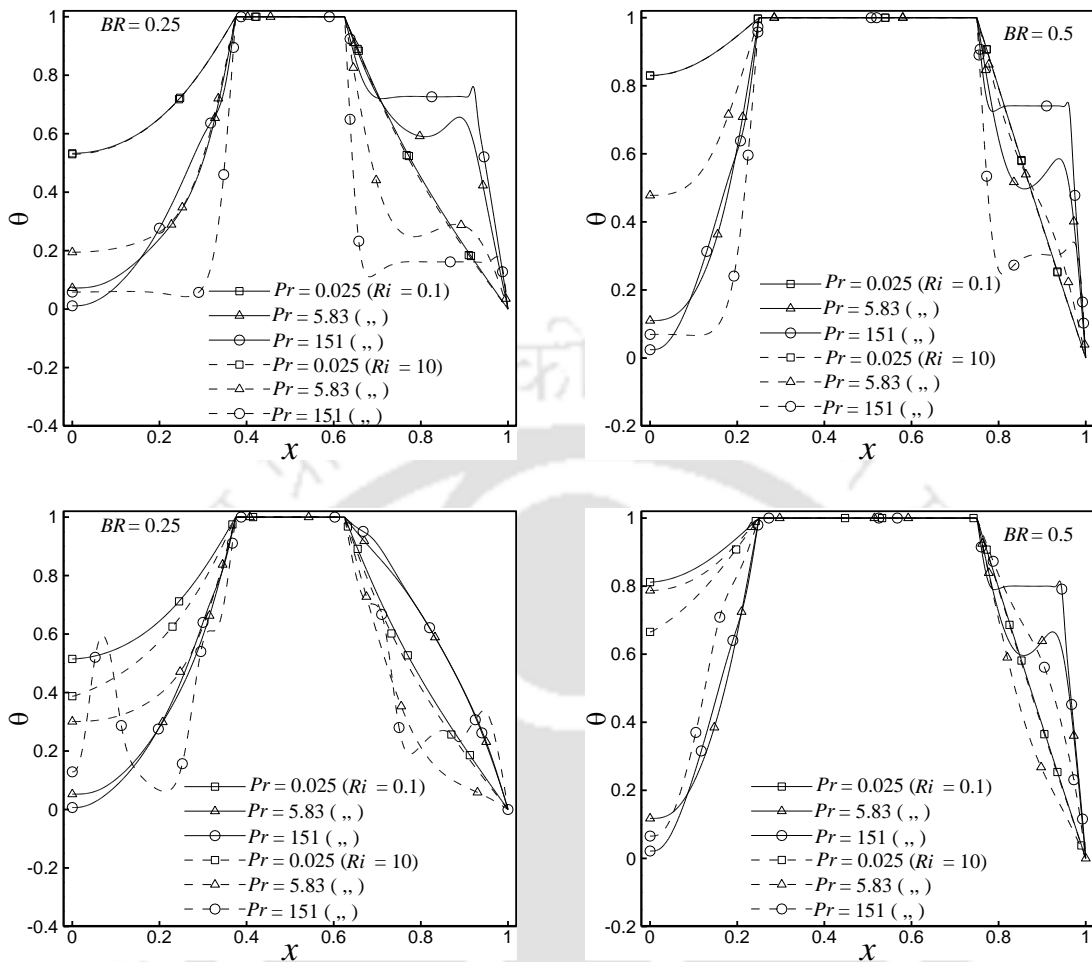 BR = 0.25
θ
1
0.8
0.6
0.4
0.2
0
-0.2
-0.4
Pr = 0.025 (Ri = 0.1)
Pr = 5.83 ( ,, )
Pr = 151 ( ,, )
Pr = 0.025 (Ri = 10)
Pr = 5.83 ( ,, )
Pr = 151 ( ,, )
0 0.2 0.4 0.6 0.8 1
x
BR = 0.5
θ
1
0.8
0.6
0.4
0.2
0
-0.2
Pr = 0.025 (Ri = 0.1)
Pr = 5.83 ( ,, )
Pr = 151 ( ,, )
Pr = 0.025 (Ri = 10)
Pr = 5.83 ( ,, )
Pr = 151 ( ,, )
0 0.2 0.4 0.6 0.8 1
x
BR = 0.25
θ
1
0.8
0.6
0.4
0.2
0
-0.2
-0.4
Pr = 0.025 (Ri = 0.1)
Pr = 5.83 ( ,, )
Pr = 151 ( ,, )
Pr = 0.025 (Ri = 10)
Pr = 5.83 ( ,, )
Pr = 151 ( ,, )
0 0.2 0.4 0.6 0.8 1
x
BR = 0.5
θ
1
0.8
0.6
0.4
0.2
0
-0.2
Pr = 0.025 (Ri = 0.1)
Pr = 5.83 ( ,, )
Pr = 151 ( ,, )
Pr = 0.025 (Ri = 10)
Pr = 5.83 ( ,, )
Pr = 151 ( ,, )
0 0.2 0.4 0.6 0.8 1
x